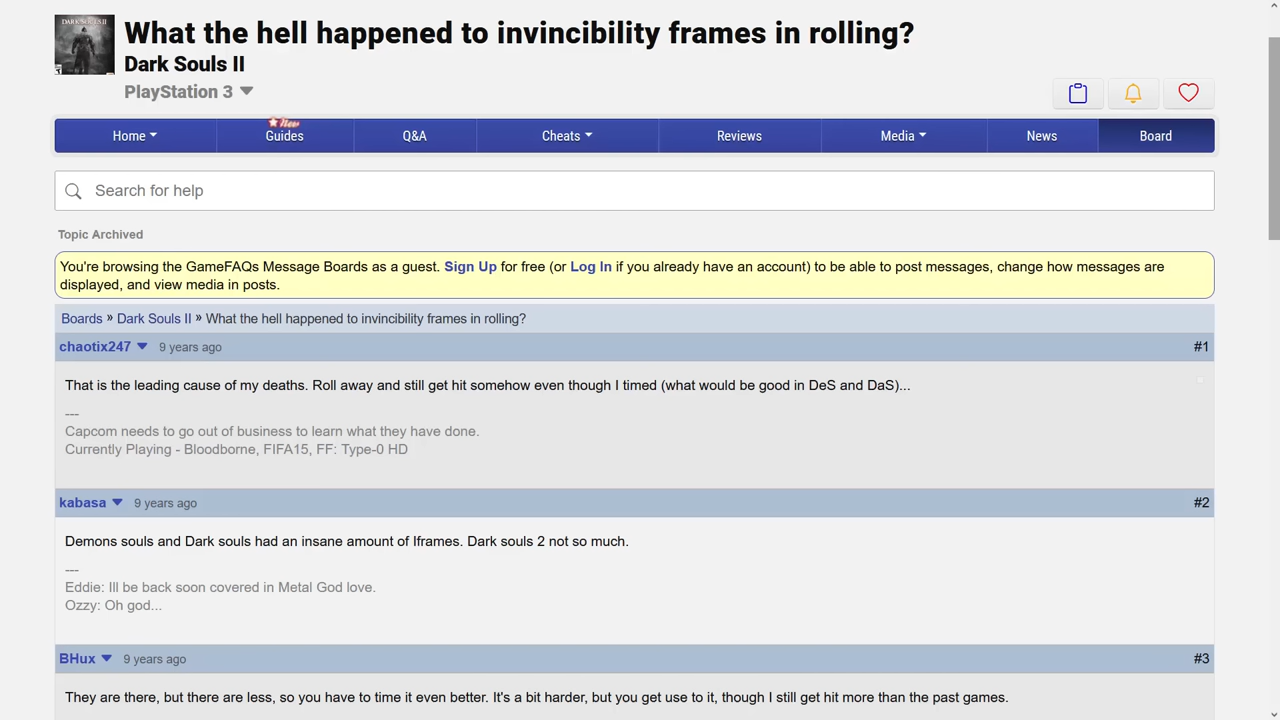 DARK SOULS II
What the hell happened to invincibility frames in rolling?
Dark Souls II
PlayStation 3
New
Home Guides Q&A Cheats Reviews Media News Board
Search for help
Topic Archived
You're browsing the GameFAQs Message Boards as a guest. Sign Up for free (or Log In if you already have an account) to be able to post messages, change how messages are
displayed, and view media in posts.
Boards » Dark Souls II » What the hell happened to invincibility frames in rolling?
chaotix247 9 years ago #1
That is the leading cause of my deaths. Roll away and still get hit somehow even though I timed (what would be good in DeS and DaS)...
---
Capcom needs to go out of business to learn what they have done.
Currently Playing - Bloodborne, FIFA15, FF: Type-0 HD
kabasa 9 years ago #2
Demons souls and Dark souls had an insane amount of Iframes. Dark souls 2 not so much.
---
Eddie: Ill be back soon covered in Metal God love.
Ozzy: Oh god...
BHux 9 years ago #3
They are there, but there are less, so you have to time it even better. It's a bit harder, but you get use to it, though I still get hit more than the past games.